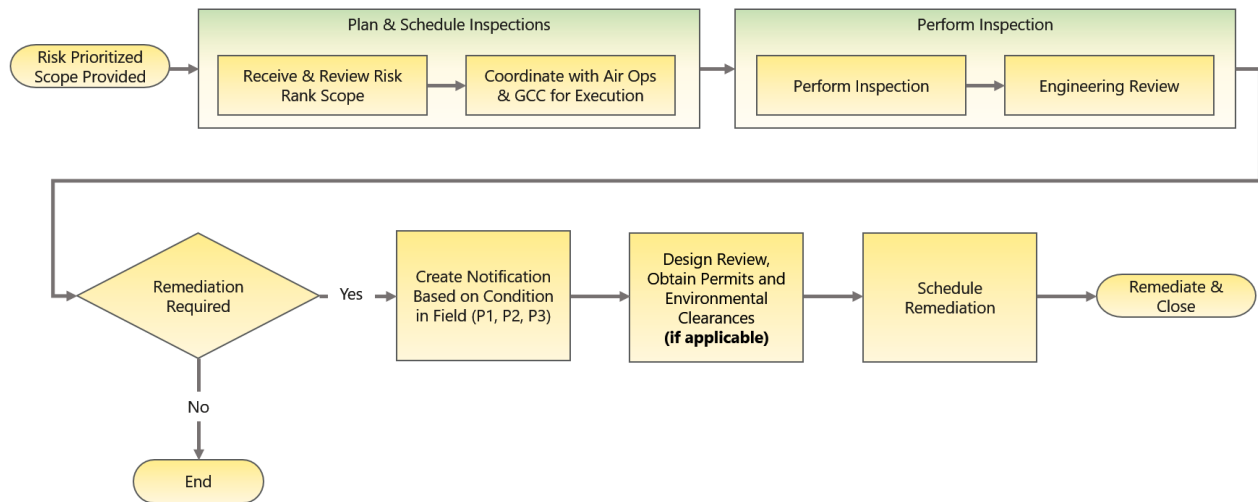 Plan & Schedule Inspections
Perform Inspection
Risk Prioritized
Scope Provided
Receive & Review Risk
Rank Scope
Coordinate with Air Ops
& GCC for Execution
Perform Inspection
Engineering Review
Remediation
Required
Yes
Create Notification
Based on Condition
in Field (P1, P2, P3)
Design Review,
Obtain Permits and
Environmental
Clearances
(if applicable)
Schedule
Remediation
Remediate &
Close
No
End